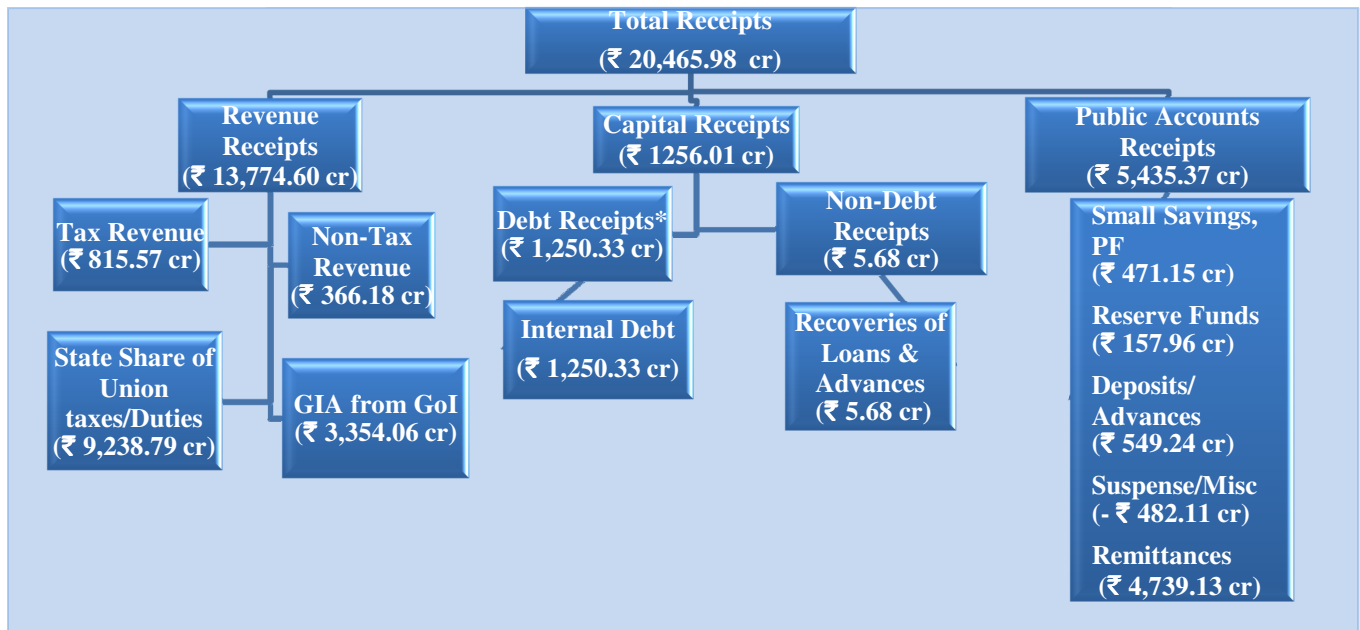 Total Receipts
(₹ 20,465.98 cr)
Revenue
Receipts
(₹ 13,774.60 cr)
Capital Receipts
(₹ 1256.01 cr)
Public Accounts
Receipts
(₹ 5,435.37 cr)
Tax Revenue
(₹ 815.57 cr)
Non-Tax
Revenue
(₹ 366.18 cr)
State Share of
Union
taxes/Duties
(₹ 9,238.79 cr)
GIA from GoI
(₹ 3,354.06 cr)
Debt Receipts*
(₹ 1,250.33 cr)
Internal Debt
(₹ 1,250.33 cr)
Non-Debt
Receipts
(₹ 5.68 cr)
Recoveries of
Loans &
Advances
(₹ 5.68 cr)
Small Savings,
PF
(₹ 471.15 cr)
Reserve Funds
(₹ 157.96 cr)
Deposits/
Advances
(₹ 549.24 cr)
Suspense/Misc
(- ₹ 482.11 cr)
Remittances
(₹ 4,739.13 cr)